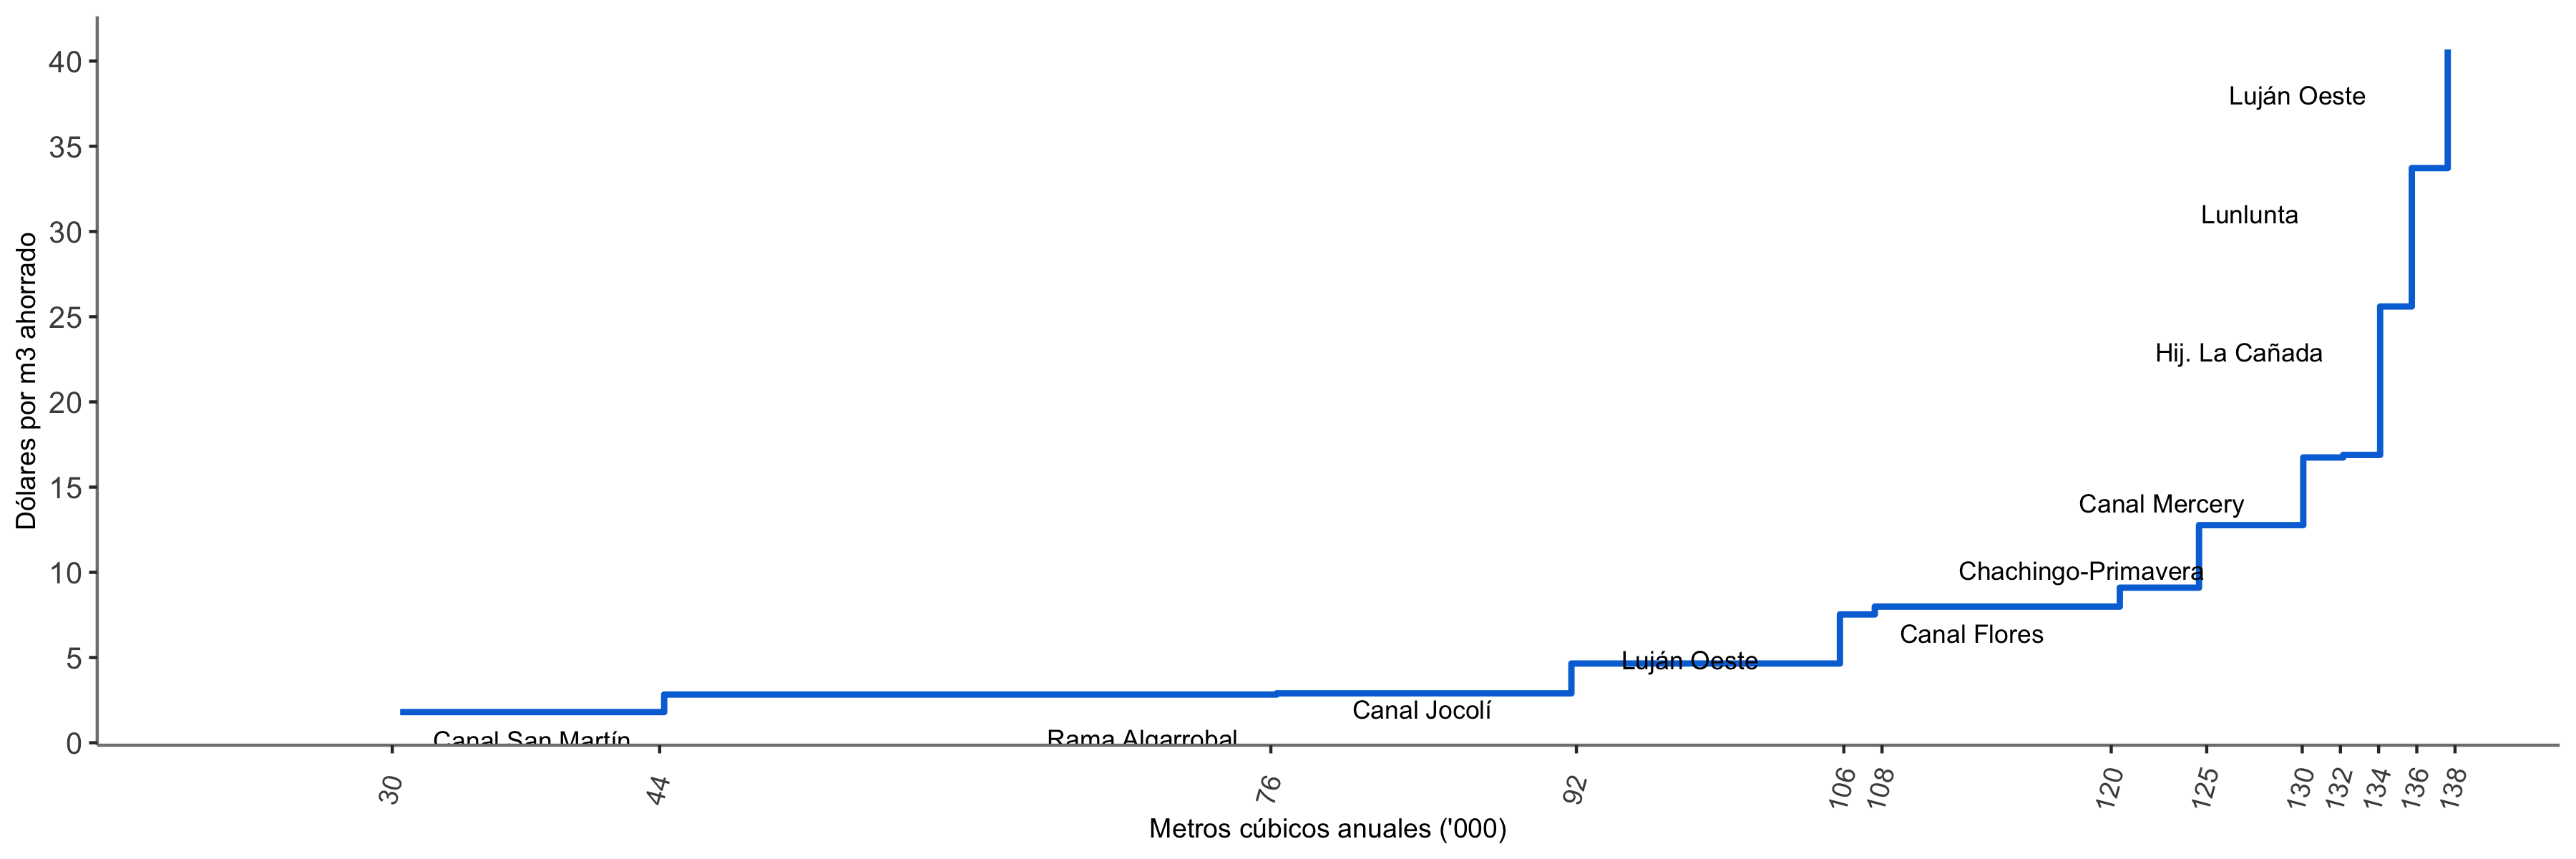 40
Luján Oeste
35
Lunlunta
30
25
Hij. La Cañada
20
15
Canal Mercery
10
Chachingo-Primavera
Canal Flores
5
Luján Oeste
Canal Jocolí
0
Canal San Martín
Rama Algarrobal
Dólares por m3 ahorrado
30
44
76
92
106
108
120
125
130
132
134
136
138
Metros cúbicos anuales ('000)